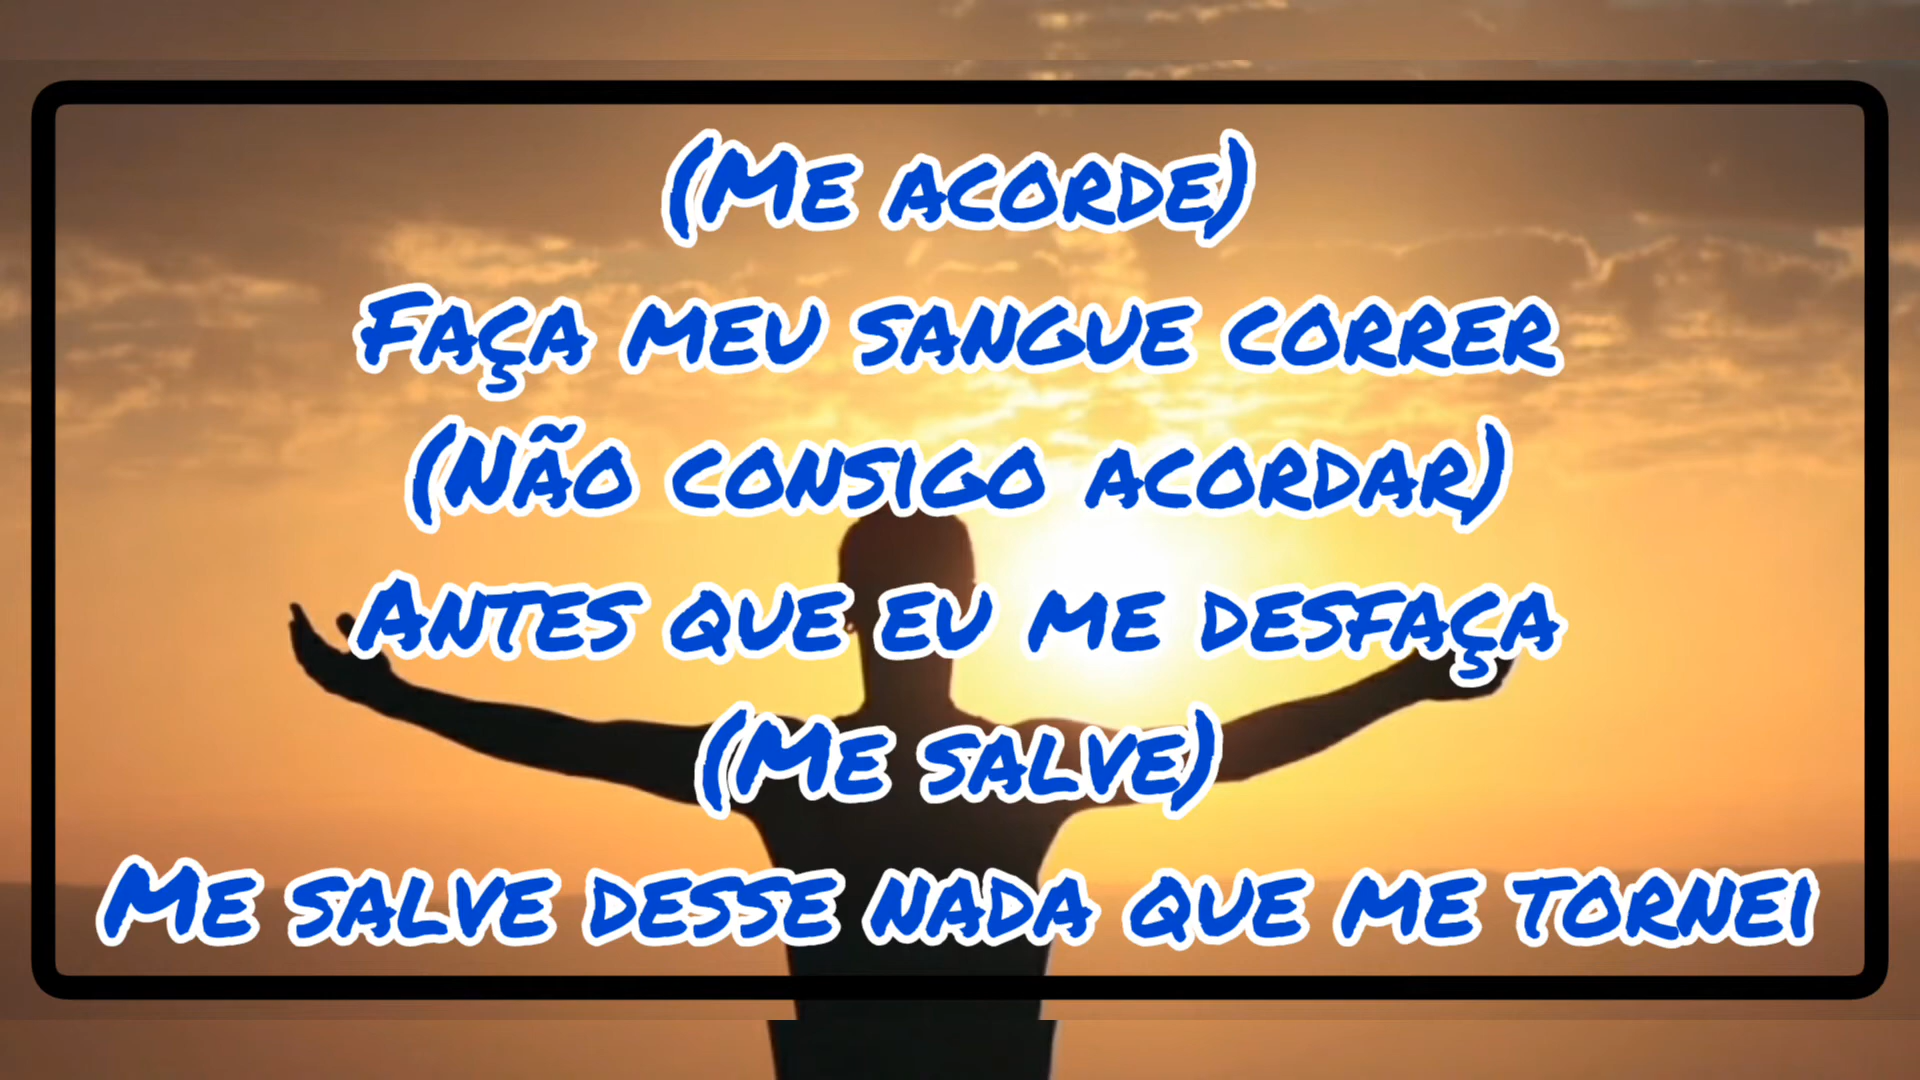 (Me acorde)
Faça meu sangue correr
(Não consigo acordar)
Antes que eu me desfaça
(Me salve)
Me salve desse nada que me tornei